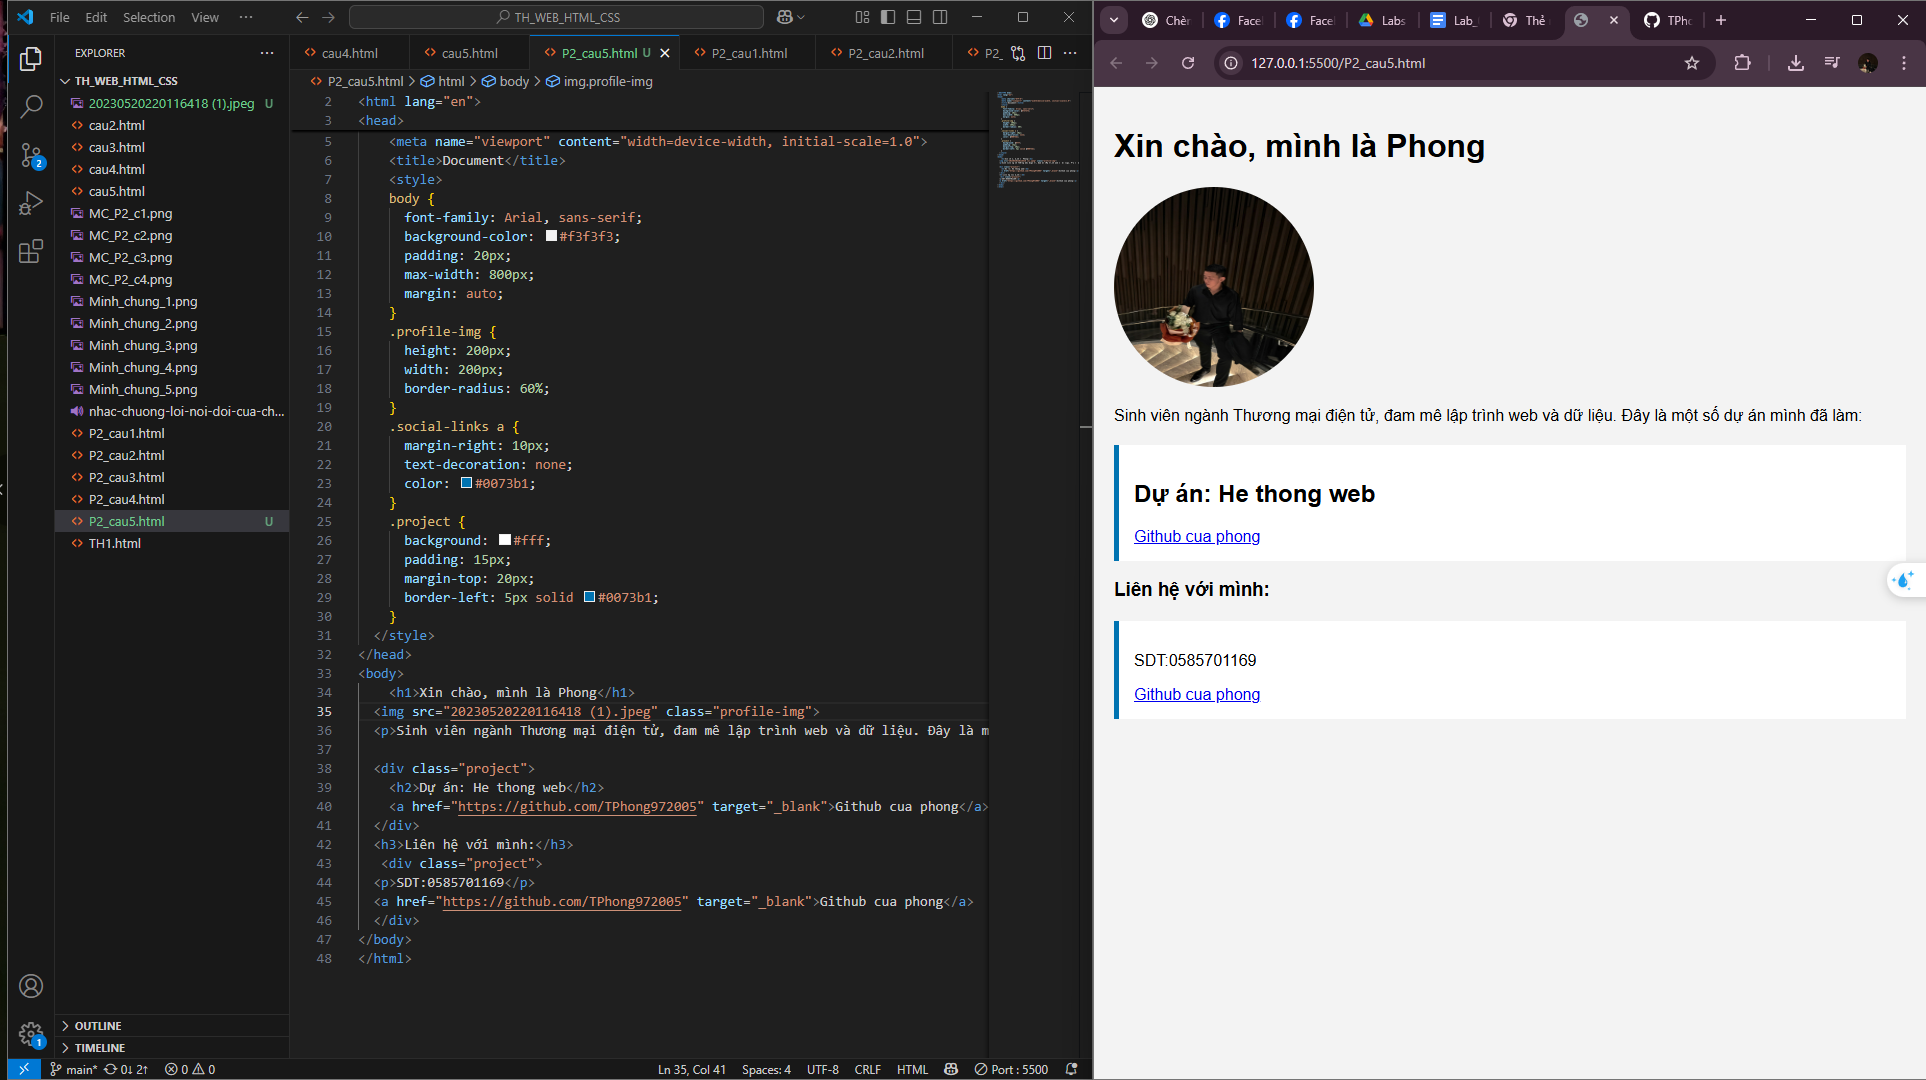 File Edit Selection View ···
TH_WEB_HTML_CSS
EXPLORER
TH_WEB_HTML_CSS
20230520220116418 (1).jpeg U
cau2.html
cau3.html
cau4.html
cau5.html
MC_P2_c1.png
MC_P2_c2.png
MC_P2_c3.png
MC_P2_c4.png
Minh_chung_1.png
Minh_chung_2.png
Minh_chung_3.png
Minh_chung_4.png
Minh_chung_5.png
nhac-chuong-loi-noi-doi-cua-ch...
P2_cau1.html
P2_cau2.html
P2_cau3.html
P2_cau4.html
P2_cau5.html U
TH1.html
OUTLINE
TIMELINE
2
1
cau4.html cau5.html P2_cau5.html U P2_cau1.html P2_cau2.html P2_
P2_cau5.html > html > body > img.profile-img
2 <html lang="en">
3 <head>
5 <meta name="viewport" content="width=device-width, initial-scale=1.0">
6 <title>Document</title>
7 <style>
8 body {
9 font-family: Arial, sans-serif;
10 background-color: #f3f3f3;
11 padding: 20px;
12 max-width: 800px;
13 margin: auto;
14 }
15 .profile-img {
16 height: 200px;
17 width: 200px;
18 border-radius: 60%;
19 }
20 .social-links a {
21 margin-right: 10px;
22 text-decoration: none;
23 color: #0073b1;
24 }
25 .project {
26 background: #fff;
27 padding: 15px;
28 margin-top: 20px;
29 border-left: 5px solid #0073b1;
30 }
31 </style>
32 </head>
33 <body>
34 <h1>Xin chào, mình là Phong</h1>
35 <img src="20230520220116418 (1).jpeg" class="profile-img">
36 <p>Sinh viên ngành Thương mại điện tử, đam mê lập trình web và dữ liệu. Đây là m
37
38 <div class="project">
39 <h2>Dự án: He thong web</h2>
40 <a href="https://github.com/TPhong972005" target="_blank">Github cua phong</a>
41 </div>
42 <h3>Liên hệ với mình:</h3>
43 <div class="project">
44 <p>SDT:0585701169</p>
45 <a href="https://github.com/TPhong972005" target="_blank">Github cua phong</a>
46 </div>
47 </body>
48 </html>
main* 0↓ 2↑ 0 0 Ln 35, Col 41 Spaces: 4 UTF-8 CRLF HTML Port : 5500
Chèn Facel Facel Labs Lab_ Thẻ TPho
127.0.0.1:5500/P2_cau5.html
Xin chào, mình là Phong
Sinh viên ngành Thương mại điện tử, đam mê lập trình web và dữ liệu. Đây là một số dự án mình đã làm:
Dự án: He thong web
Github cua phong
Liên hệ với mình:
SDT:0585701169
Github cua phong